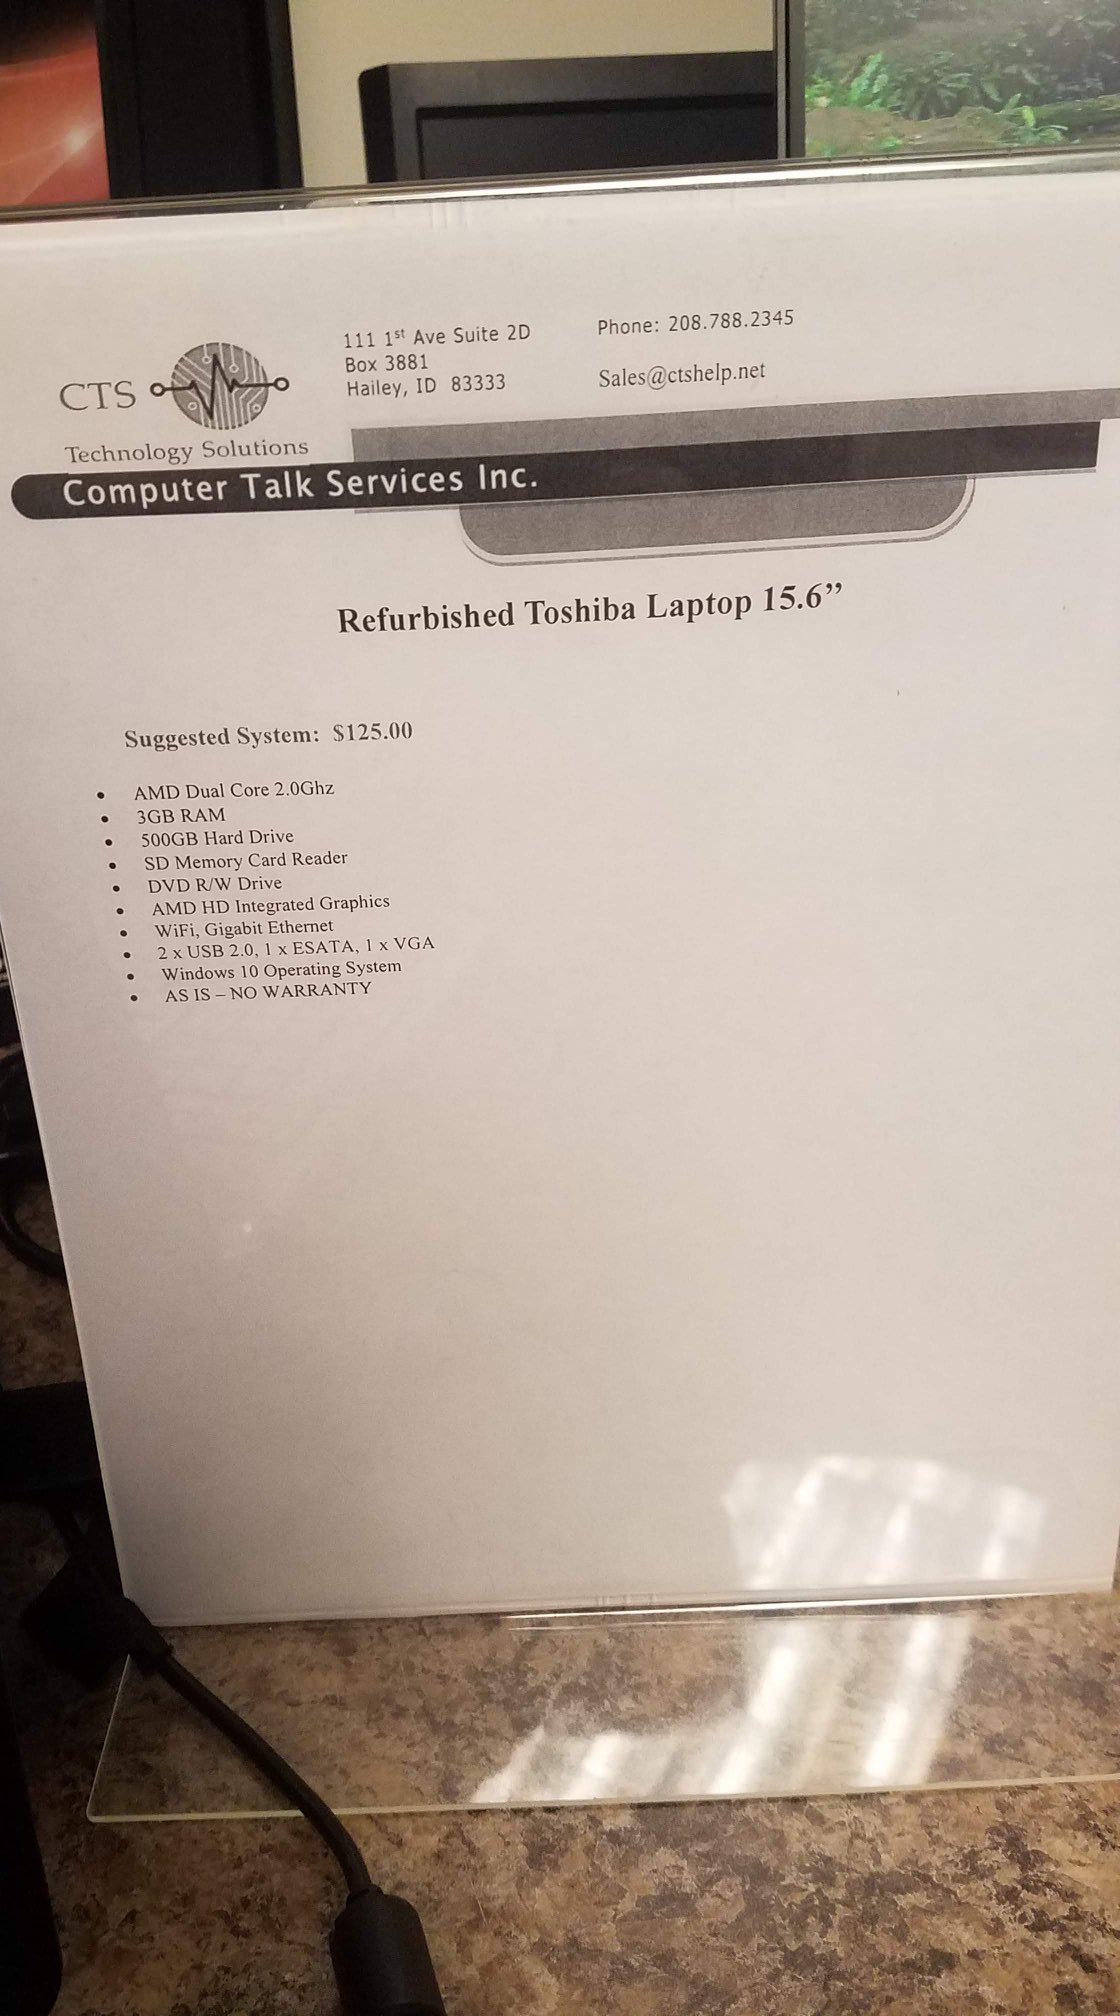 CTS
Technology Solutions
111 1st Ave Suite 2D
Box 3881
Hailey, ID 83333
Phone: 208.788.2345
Sales@ctshelp.net
Computer Talk Services Inc.
Refurbished Toshiba Laptop 15.6”
Suggested System: $125.00
• AMD Dual Core 2.0Ghz
• 3GB RAM
• 500GB Hard Drive
• SD Memory Card Reader
• DVD R/W Drive
• AMD HD Integrated Graphics
• WiFi, Gigabit Ethernet
• 2 x USB 2.0, 1 x ESATA, 1 x VGA
• Windows 10 Operating System
• AS IS – NO WARRANTY